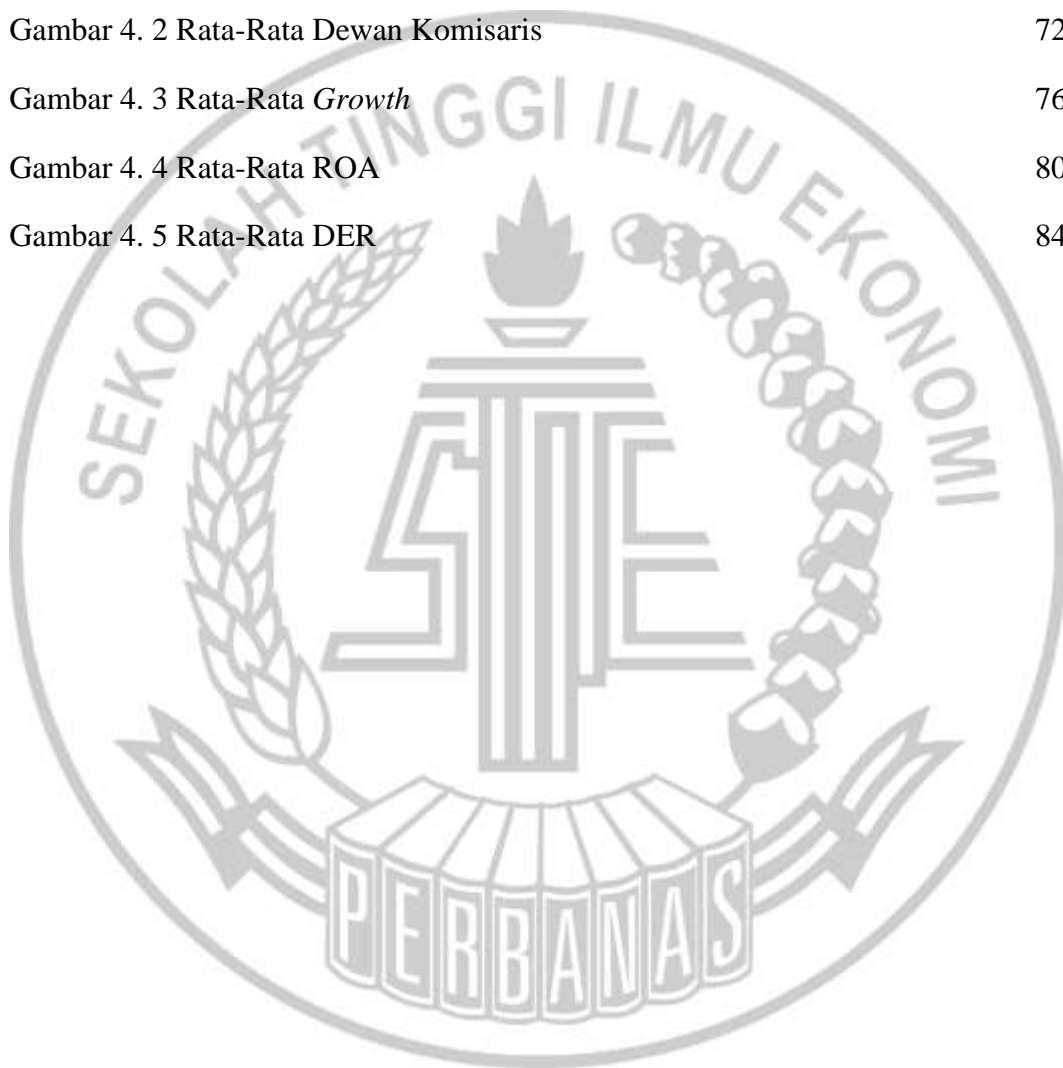 Gambar 4. 2 Rata-Rata Dewan Komisaris 72
Gambar 4. 3 Rata-Rata Growth 76
Gambar 4. 4 Rata-Rata ROA 80
Gambar 4. 5 Rata-Rata DER 84
SEKOLAH TINGGI ILMU EKONOMI
STIE
PERBANAS